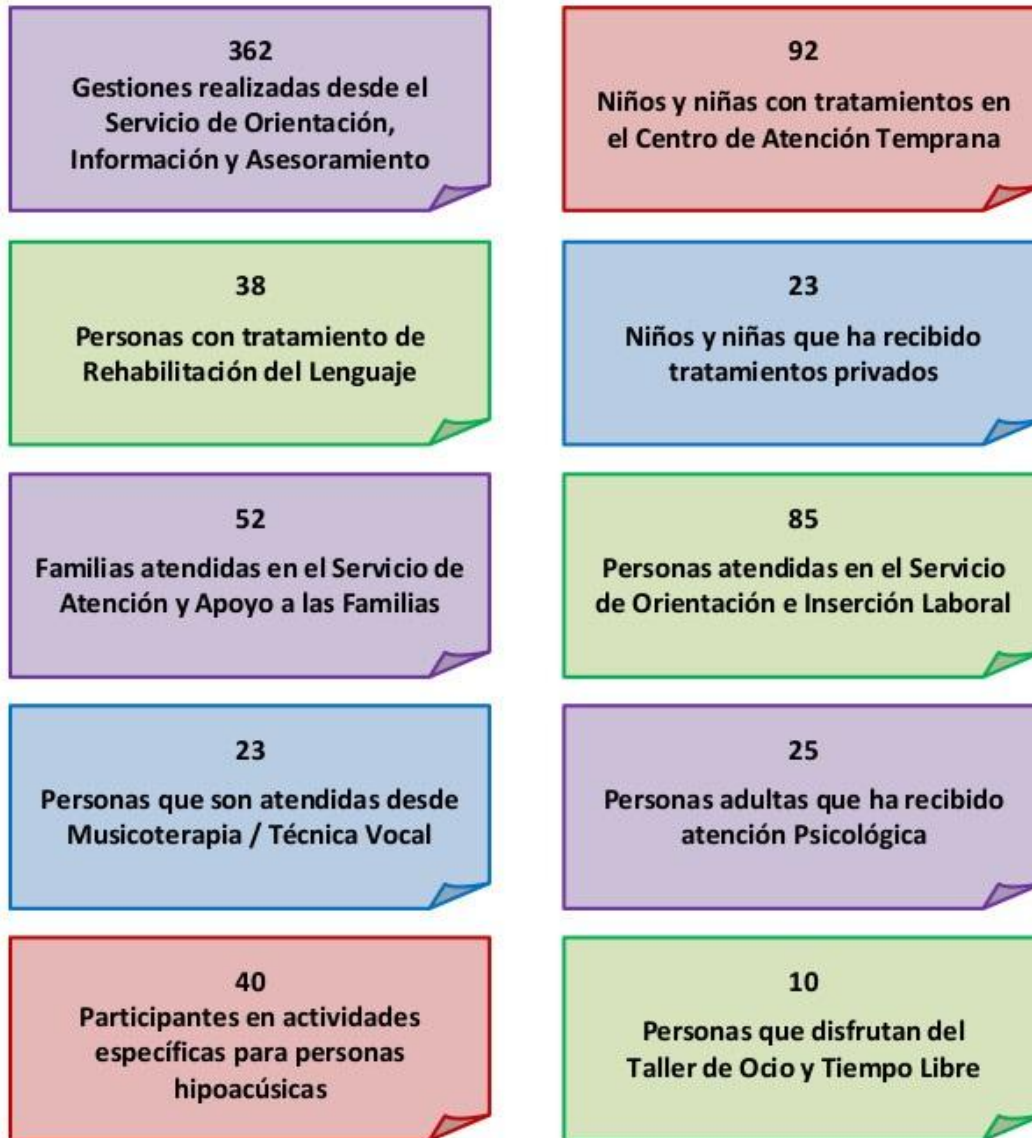 362
Gestiones realizadas desde el
Servicio de Orientación,
Información y Asesoramiento
92
Niños y niñas con tratamientos en
el Centro de Atención Temprana
38
Personas con tratamiento de
Rehabilitación del Lenguaje
23
Niños y niñas que ha recibido
tratamientos privados
52
Familias atendidas en el Servicio de
Atención y Apoyo a las Familias
85
Personas atendidas en el Servicio
de Orientación e Inserción Laboral
23
Personas que son atendidas desde
Musicoterapia / Técnica Vocal
25
Personas adultas que ha recibido
atención Psicológica
40
Participantes en actividades
específicas para personas
hipoacúsicas
10
Personas que disfrutan del
Taller de Ocio y Tiempo Libre